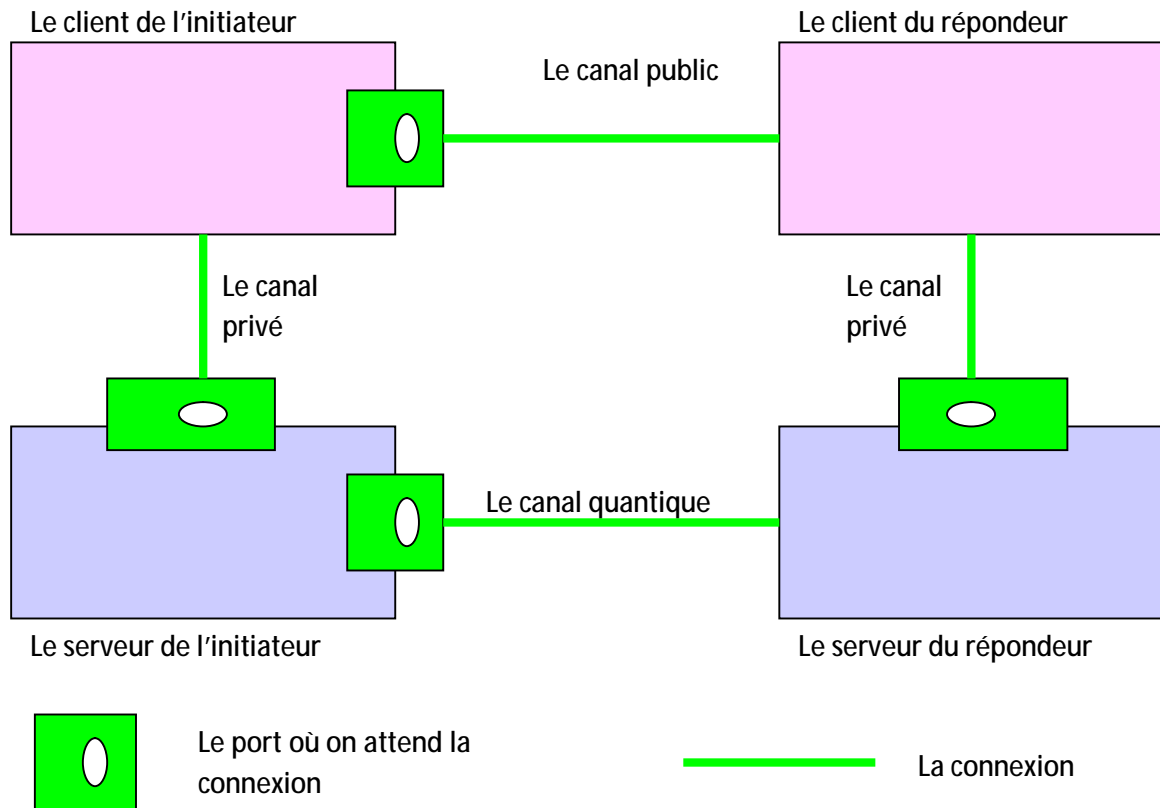 Le client de l'initiateur
Le client du répondeur
Le canal public
Le canal
privé
Le canal
privé
Le canal quantique
Le serveur de l'initiateur
Le serveur du répondeur
Le port où on attend la
connexion
La connexion